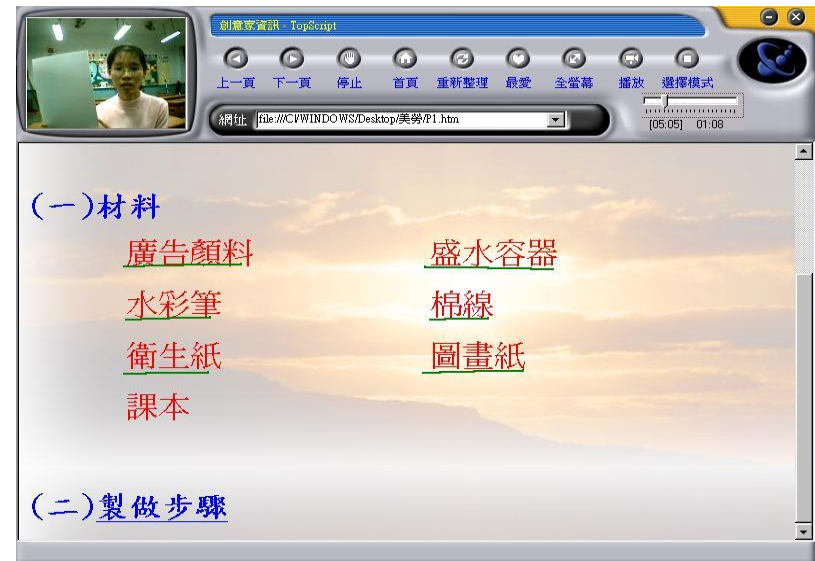 創意家資訊 - TopScript
上一頁 下一頁 停止 首頁 重新整理 最愛 全螢幕 播放 選擇模式
網址 file:///C|/WINDOWS/Desktop/美勞/P1.htm
[05:05] 01:08
(一)材料
廣告顏料 盛水容器
水彩筆 棉線
衛生紙 圖畫紙
課本
(二)製做步驟